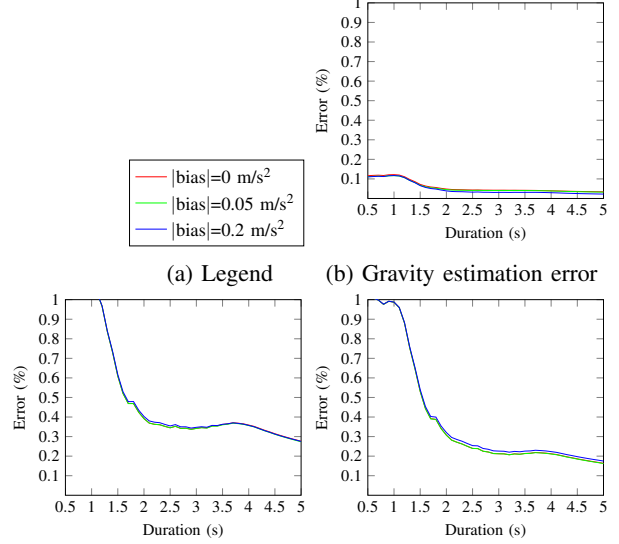 1
0.9
0.8
0.7
0.6
0.5
0.4
0.3
0.2
0.1
Error (%)
0.5 1 1.5 2 2.5 3 3.5 4 4.5 5
Duration (s)
|bias|=0 m/s²
|bias|=0.05 m/s²
|bias|=0.2 m/s²
(a) Legend
(b) Gravity estimation error
1
0.9
0.8
0.7
0.6
0.5
0.4
0.3
0.2
0.1
Error (%)
0.5 1 1.5 2 2.5 3 3.5 4 4.5 5
Duration (s)
1
0.9
0.8
0.7
0.6
0.5
0.4
0.3
0.2
0.1
Error (%)
0.5 1 1.5 2 2.5 3 3.5 4 4.5 5
Duration (s)